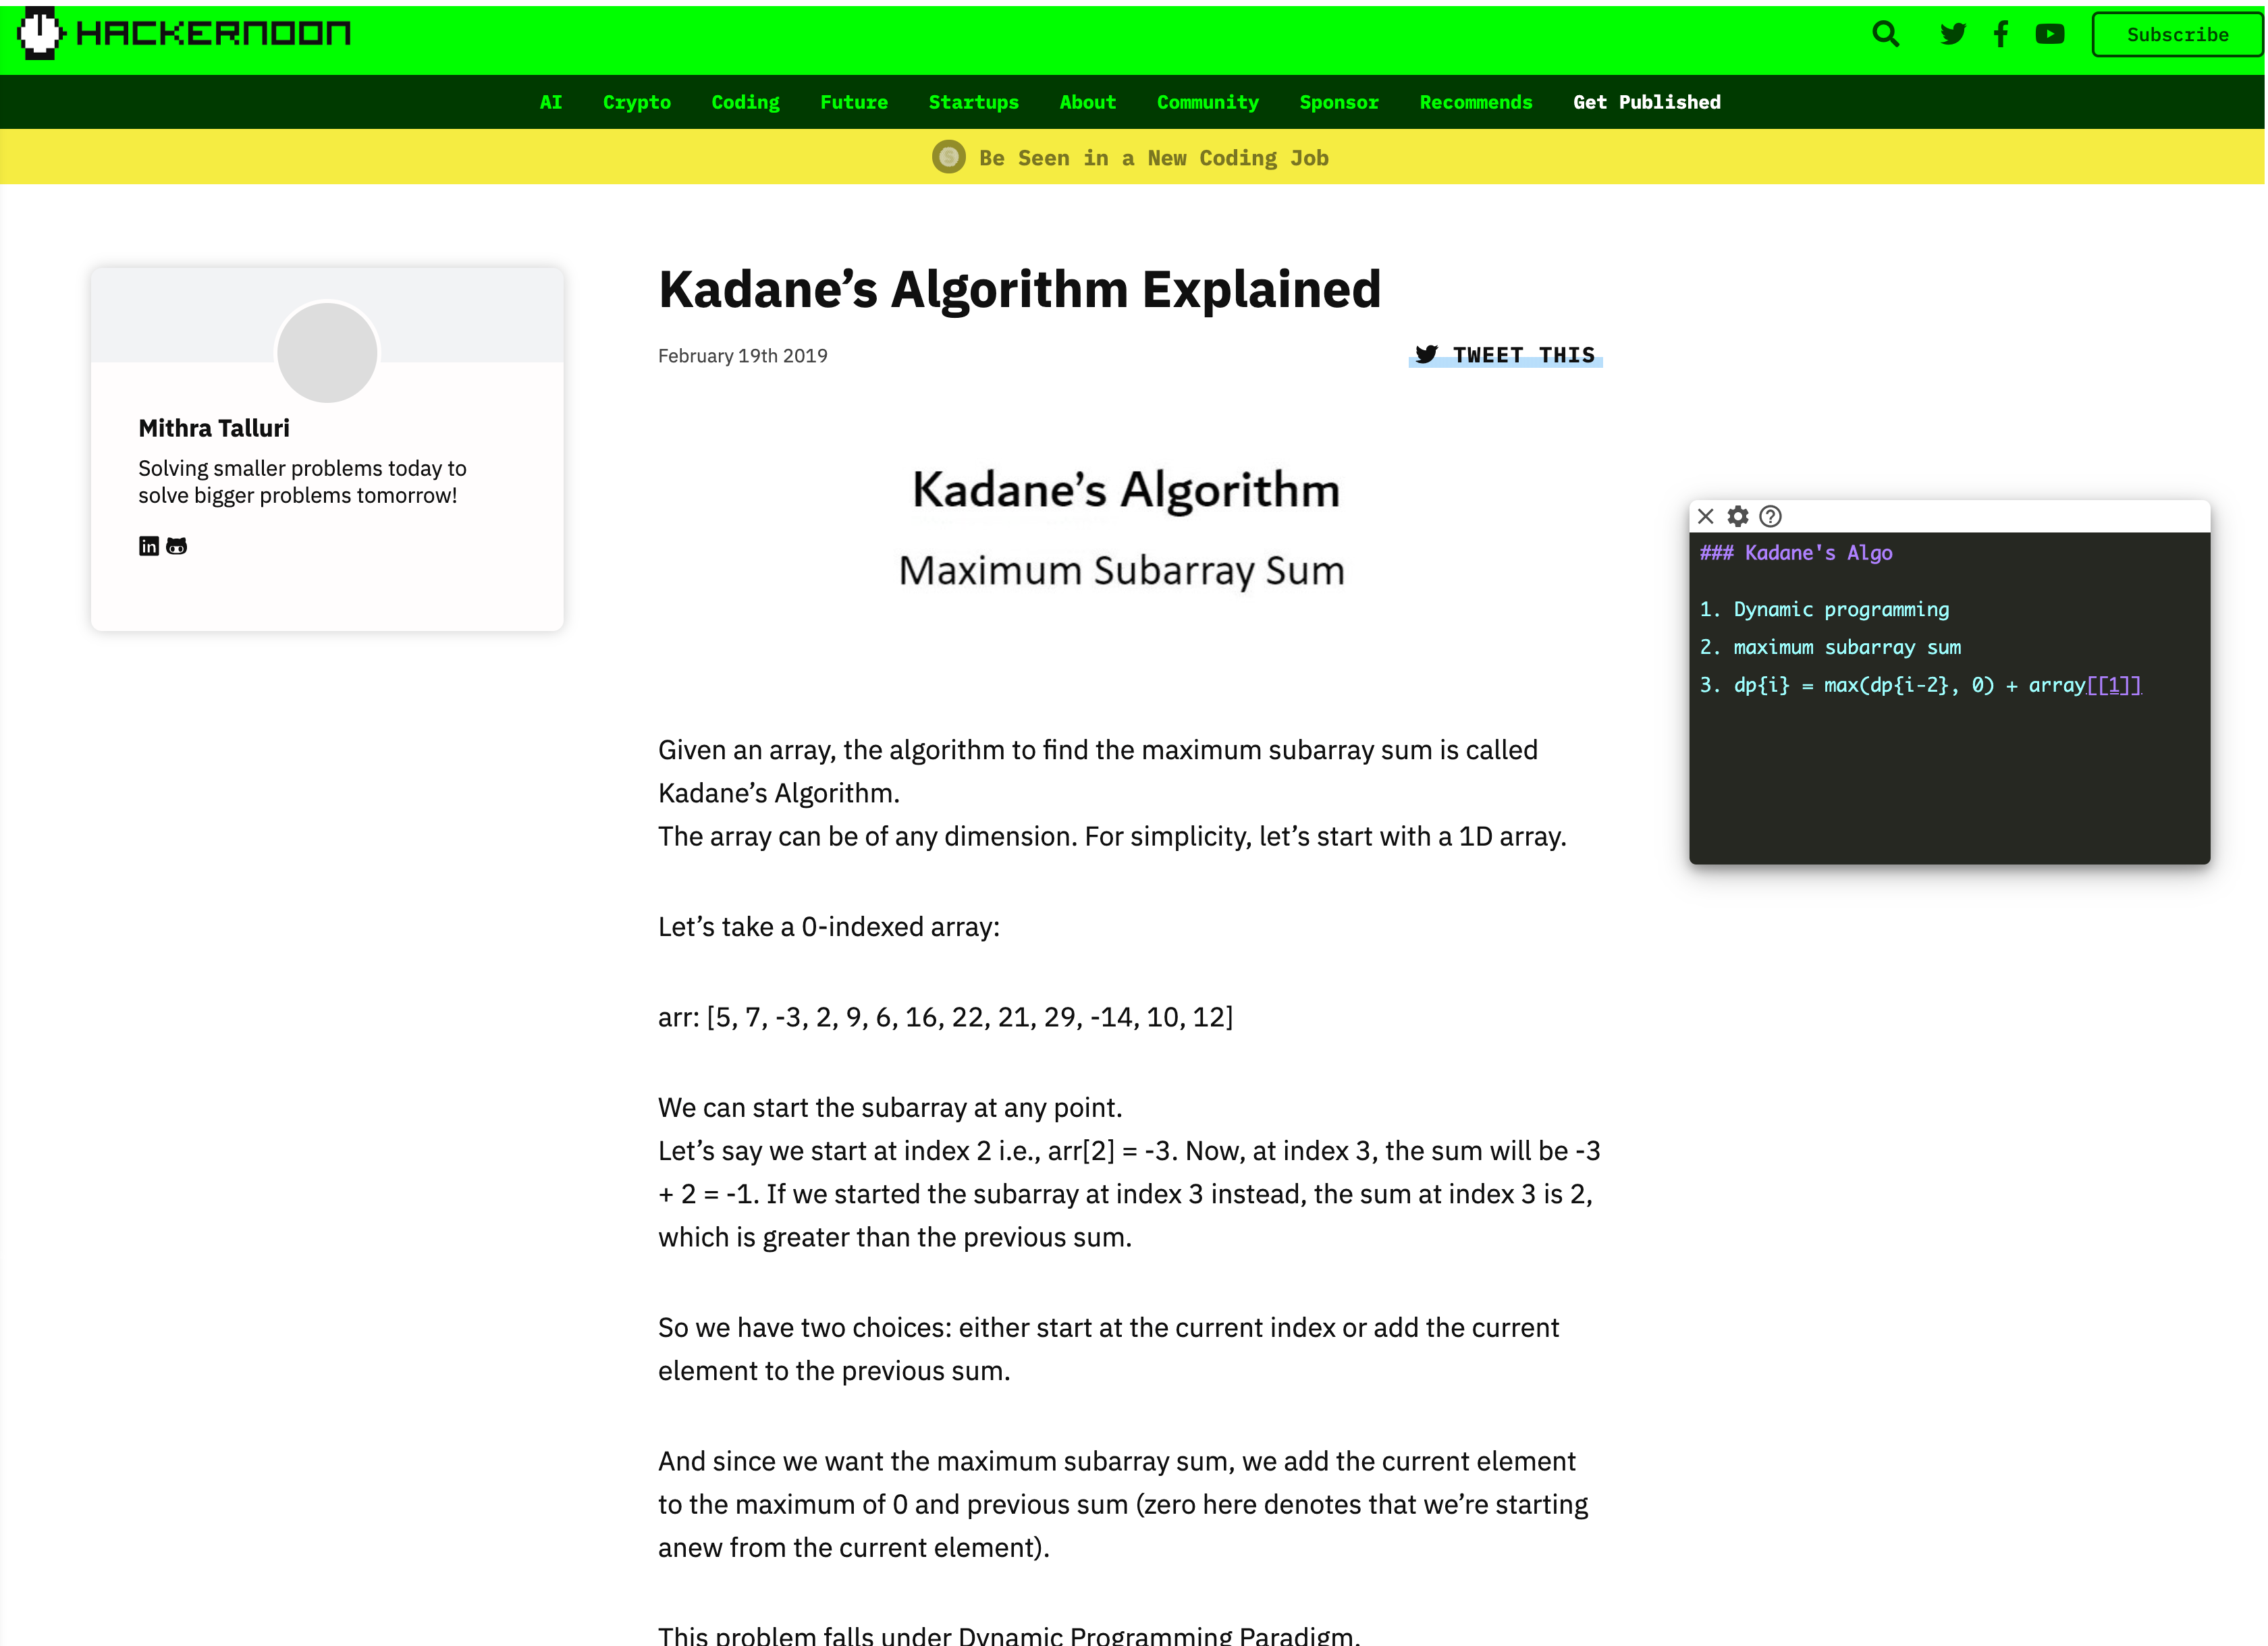 HACKERNOON
Subscribe
AI Crypto Coding Future Startups About Community Sponsor Recommends Get Published
Be Seen in a New Coding Job
Mithra Talluri
Solving smaller problems today to
solve bigger problems tomorrow!
Kadane’s Algorithm Explained
February 19th 2019
TWEET THIS
Kadane’s Algorithm
Maximum Subarray Sum
Given an array, the algorithm to find the maximum subarray sum is called
Kadane’s Algorithm.
The array can be of any dimension. For simplicity, let’s start with a 1D array.
Let’s take a 0-indexed array:
arr: [5, 7, -3, 2, 9, 6, 16, 22, 21, 29, -14, 10, 12]
We can start the subarray at any point.
Let’s say we start at index 2 i.e., arr[2] = -3. Now, at index 3, the sum will be -3
+ 2 = -1. If we started the subarray at index 3 instead, the sum at index 3 is 2,
which is greater than the previous sum.
So we have two choices: either start at the current index or add the current
element to the previous sum.
And since we want the maximum subarray sum, we add the current element
to the maximum of 0 and previous sum (zero here denotes that we’re starting
anew from the current element).
This problem falls under Dynamic Programming Paradigm.
### Kadane's Algo
1. Dynamic programming
2. maximum subarray sum
3. dp{i} = max(dp{i-2}, 0) + array[[1]]